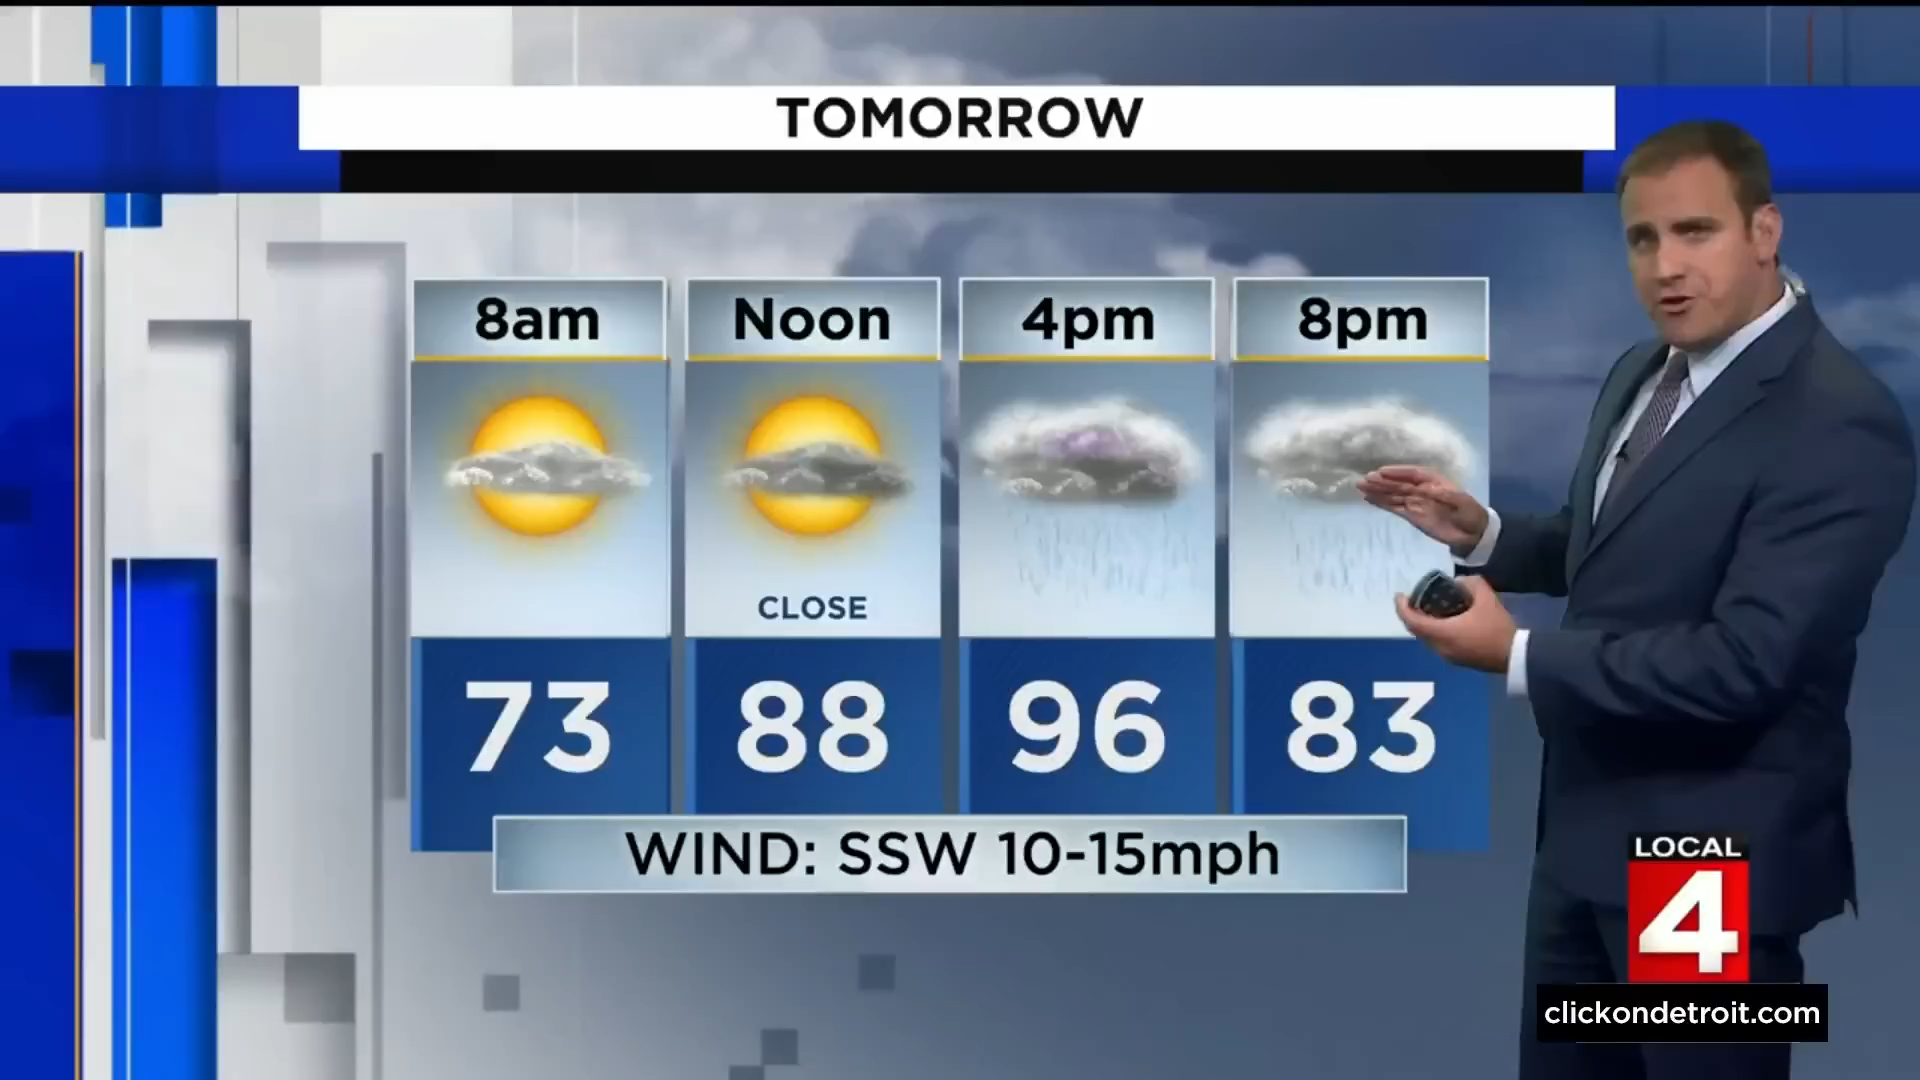 TOMORROW
8am
Noon
4pm
8pm
CLOSE
73
88
96
83
WIND: SSW 10-15mph
LOCAL
4
clickondetroit.com